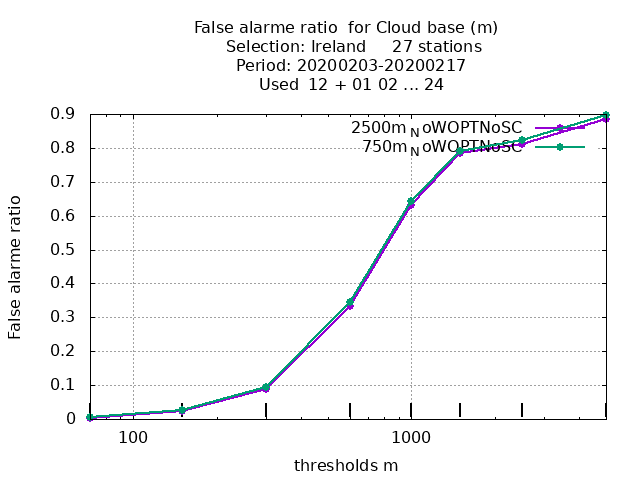 False alarme ratio  for Cloud base (m)
Selection: Ireland     27 stations
Period: 20200203-20200217
Used  12 + 01 02 ... 24
2500m_NoWOPTNoSC
750m_NoWOPTNoSC
0.9
0.8
0.7
0.6
0.5
0.4
0.3
0.2
0.1
0
False alarme ratio
100 1000
thresholds m